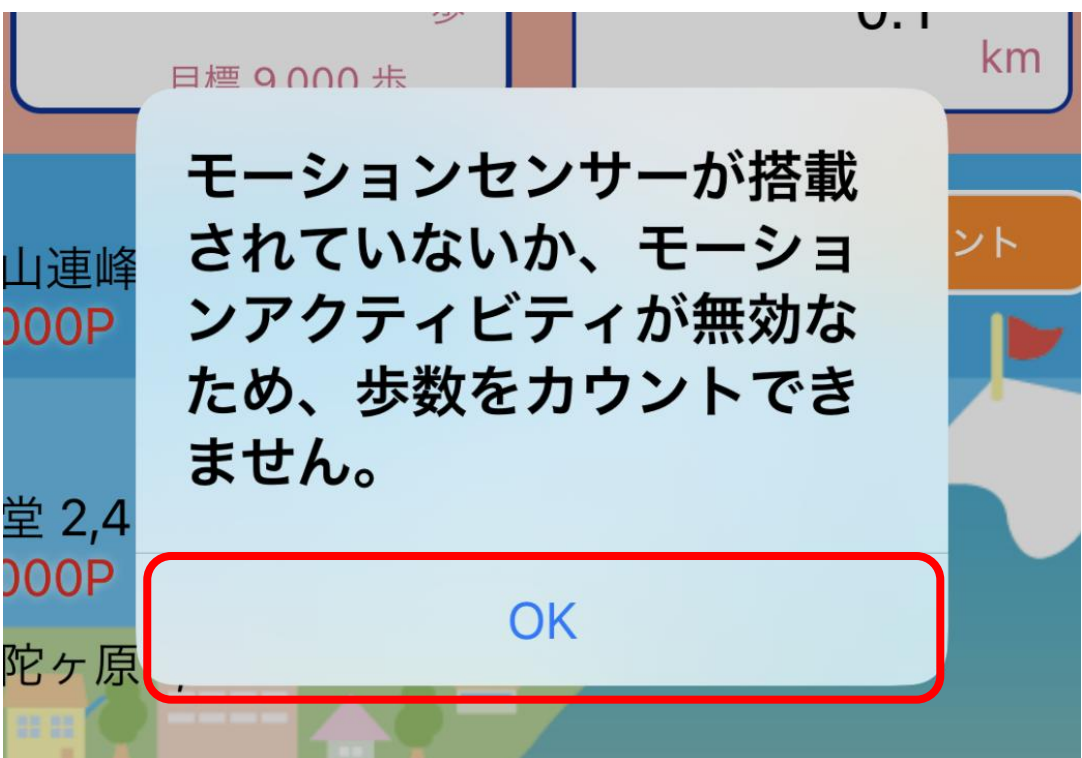 歩
0.1
km
目標 9,000 歩
モーションセンサーが搭載
されていないか、モーショ
ンアクティビティが無効な
ため、歩数をカウントでき
ません。
ント
山連峰
000P
堂 2,4
000P
陀ヶ原
OK